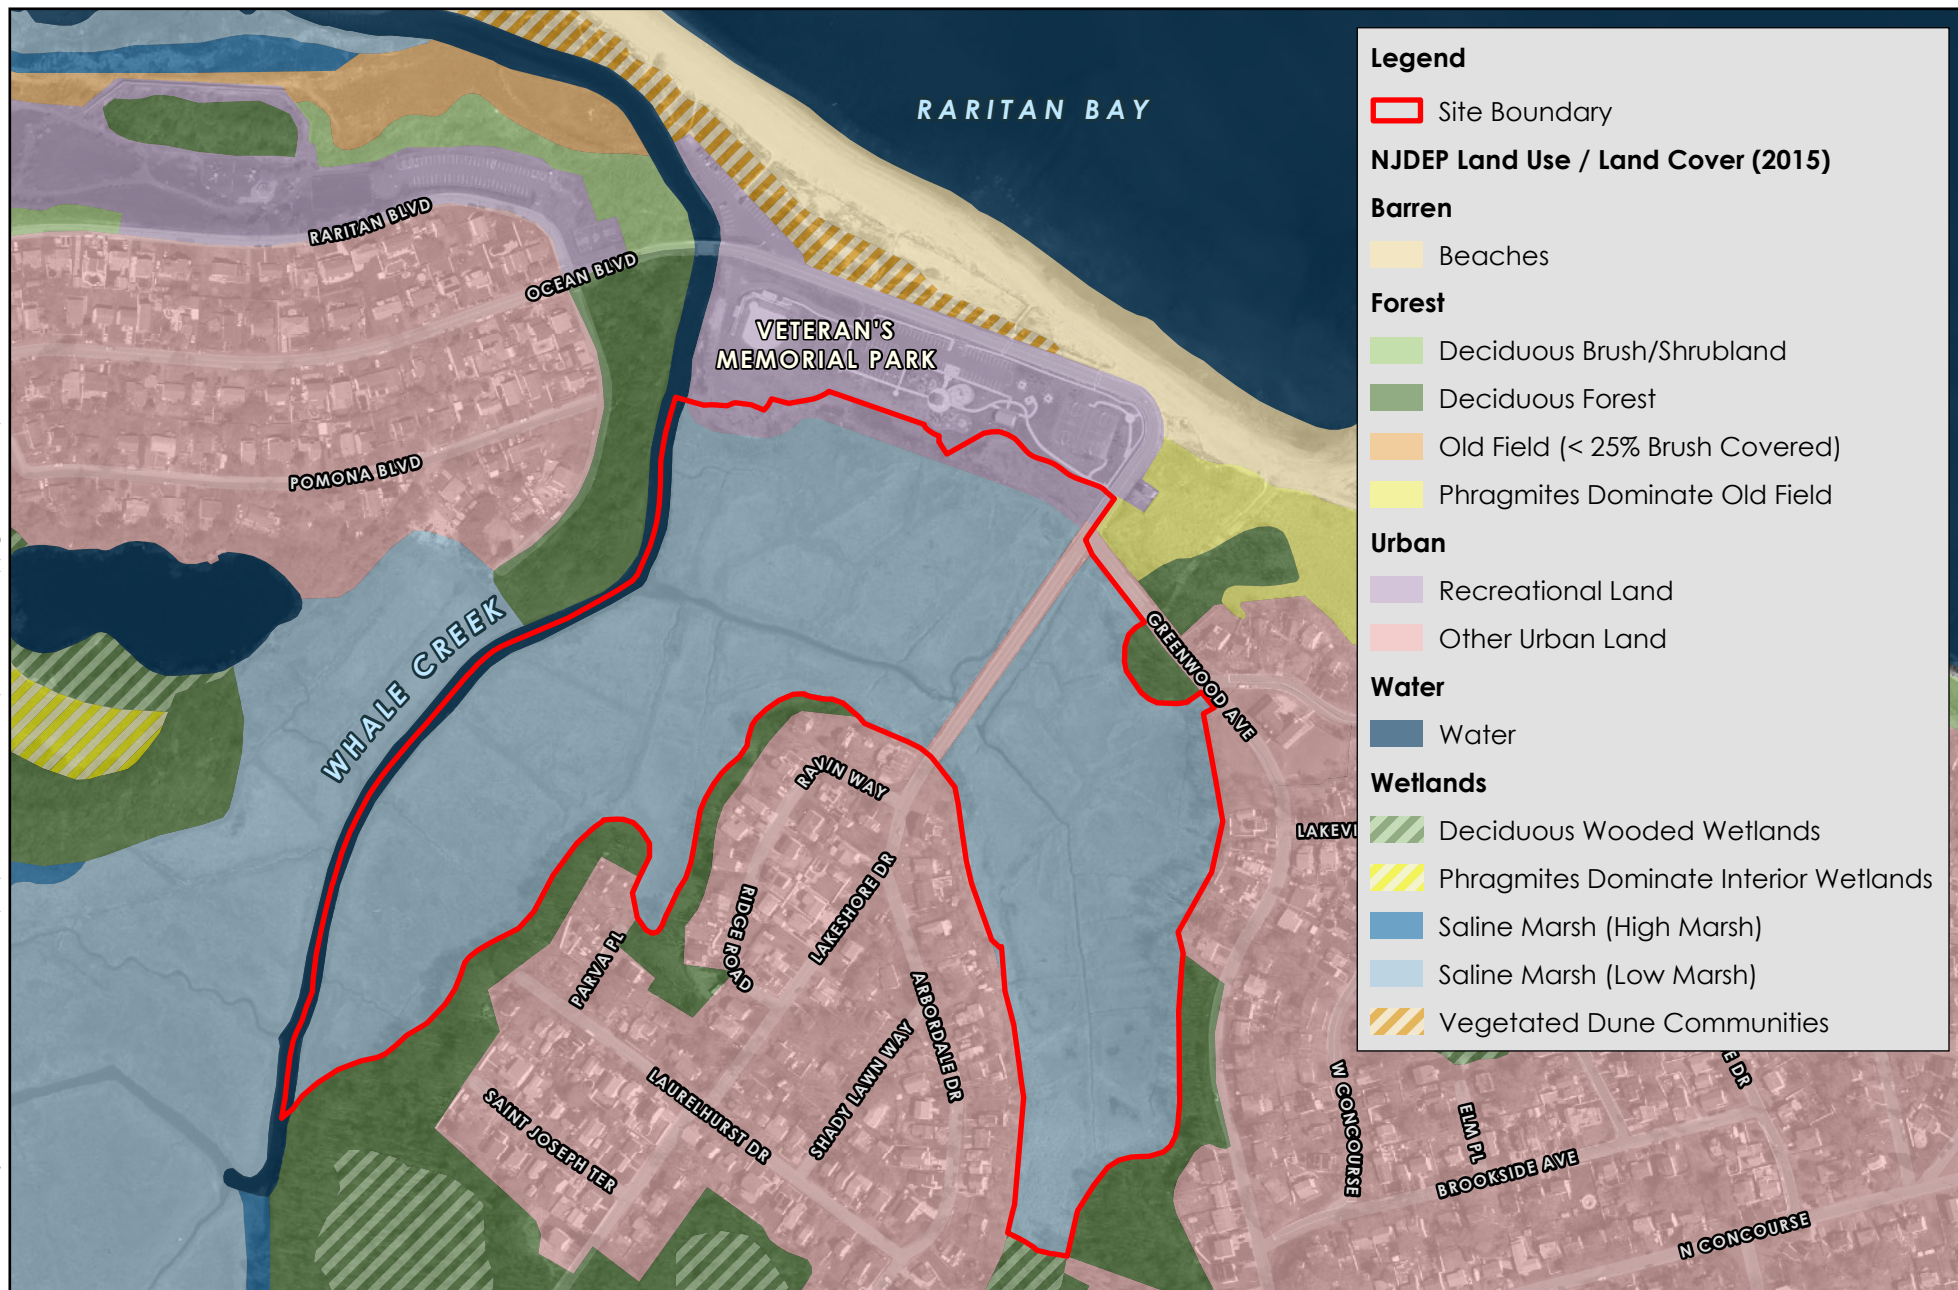 RARITAN BAY
RARITAN BLVD
OCEAN BLVD
VETERAN'S
MEMORIAL PARK
POMONA BLVD
WHALE CREEK
GREENWOOD AVE
RAVIN WAY
LAKEVI
RIDGE ROAD
LAKESHORE DR
PARVA PL
ARBORDALE DR
SHADY LAWN WAY
LAURELHURST DR
SAINT JOSEPH TER
W CONCOURSE
ELM PL
E DR
BROOKSIDE AVE
N CONCOURSE
Legend
Site Boundary
NJDEP Land Use / Land Cover (2015)
Barren
Beaches
Forest
Deciduous Brush/Shrubland
Deciduous Forest
Old Field (< 25% Brush Covered)
Phragmites Dominate Old Field
Urban
Recreational Land
Other Urban Land
Water
Water
Wetlands
Deciduous Wooded Wetlands
Phragmites Dominate Interior Wetlands
Saline Marsh (High Marsh)
Saline Marsh (Low Marsh)
Vegetated Dune Communities